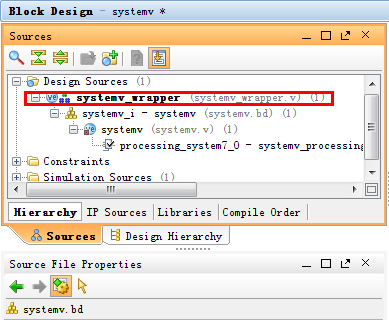 Block Design - systemv *
Sources
Design Sources (1)
systemv_wrapper (systemv_wrapper.v) (1)
systemv_i - systemv (systemv.bd) (1)
systemv (systemv.v) (1)
processing_system7_0 - systemv_processing
Constraints
Simulation Sources (1)
Hierarchy IP Sources Libraries Compile Order
Sources Design Hierarchy
Source File Properties
systemv.bd